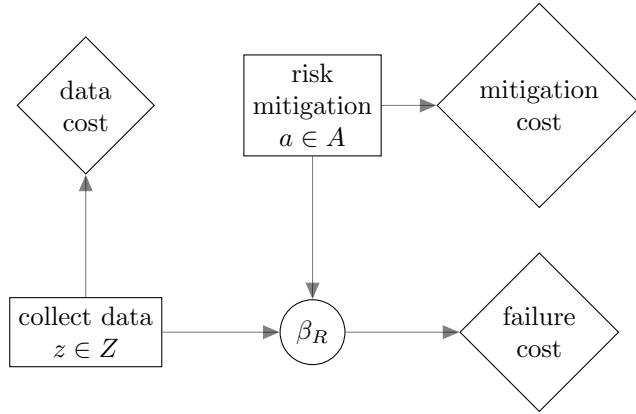 data
cost
risk
mitigation
a ∈ A
mitigation
cost
collect data
z ∈ Z
β_R
failure
cost